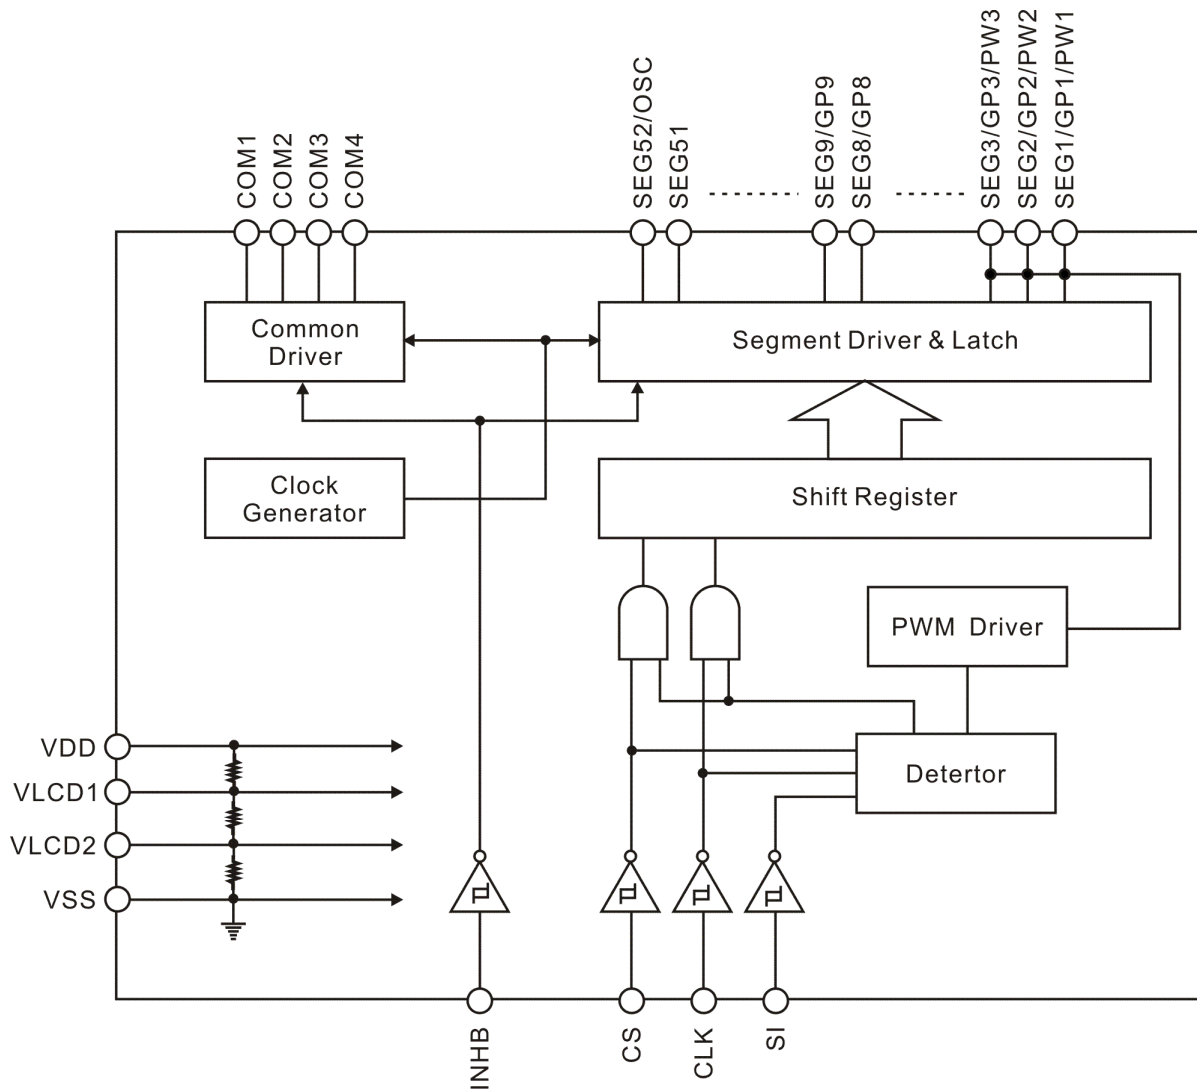 COM1
COM2
COM3
COM4
SEG52/OSC
SEG51
SEG9/GP9
SEG8/GP8
SEG3/GP3/PW3
SEG2/GP2/PW2
SEG1/GP1/PW1
Common
Driver
Segment Driver & Latch
Clock
Generator
Shift Register
PWM Driver
Detertor
VDD
VLCD1
VLCD2
VSS
INHB
CS
CLK
SI